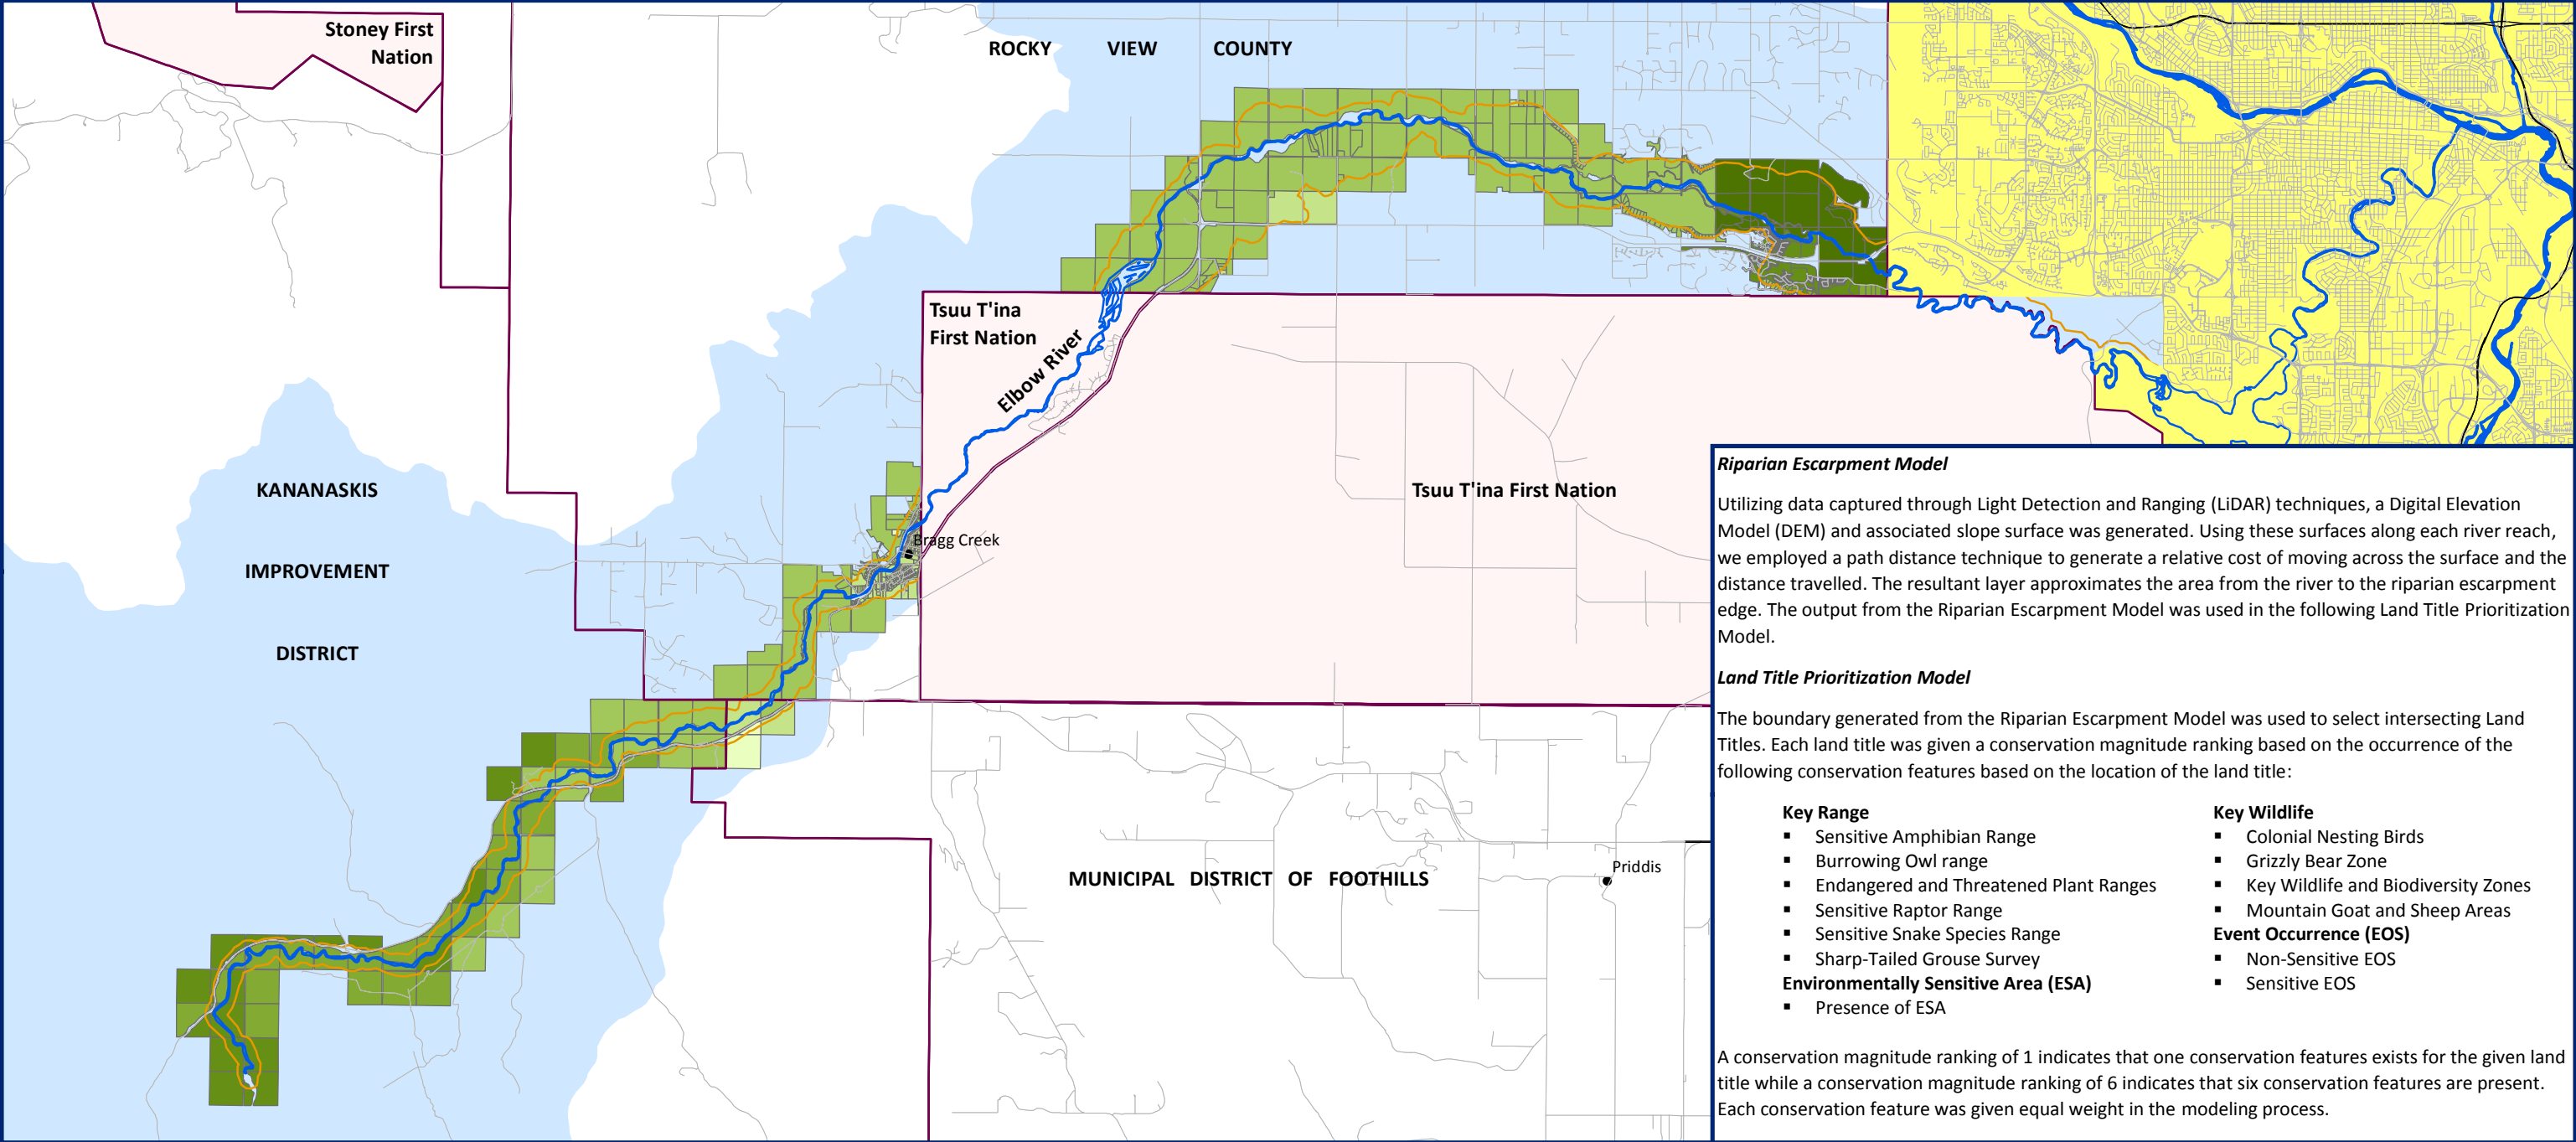 Stoney First
Nation
ROCKY VIEW COUNTY
Tsuu T'ina
First Nation
Elbow River
KANANASKIS
IMPROVEMENT
DISTRICT
Tsuu T'ina First Nation
Bragg Creek
MUNICIPAL DISTRICT OF FOOTHILLS
Priddis
Riparian Escarpment Model
Utilizing data captured through Light Detection and Ranging (LiDAR) techniques, a Digital Elevation
Model (DEM) and associated slope surface was generated. Using these surfaces along each river reach,
we employed a path distance technique to generate a relative cost of moving across the surface and the
distance travelled. The resultant layer approximates the area from the river to the riparian escarpment
edge. The output from the Riparian Escarpment Model was used in the following Land Title Prioritization
Model.
Land Title Prioritization Model
The boundary generated from the Riparian Escarpment Model was used to select intersecting Land
Titles. Each land title was given a conservation magnitude ranking based on the occurrence of the
following conservation features based on the location of the land title:
Key Range
▪ Sensitive Amphibian Range
▪ Burrowing Owl range
▪ Endangered and Threatened Plant Ranges
▪ Sensitive Raptor Range
▪ Sensitive Snake Species Range
▪ Sharp-Tailed Grouse Survey
Environmentally Sensitive Area (ESA)
▪ Presence of ESA
Key Wildlife
▪ Colonial Nesting Birds
▪ Grizzly Bear Zone
▪ Key Wildlife and Biodiversity Zones
▪ Mountain Goat and Sheep Areas
Event Occurrence (EOS)
▪ Non-Sensitive EOS
▪ Sensitive EOS
A conservation magnitude ranking of 1 indicates that one conservation features exists for the given land
title while a conservation magnitude ranking of 6 indicates that six conservation features are present.
Each conservation feature was given equal weight in the modeling process.